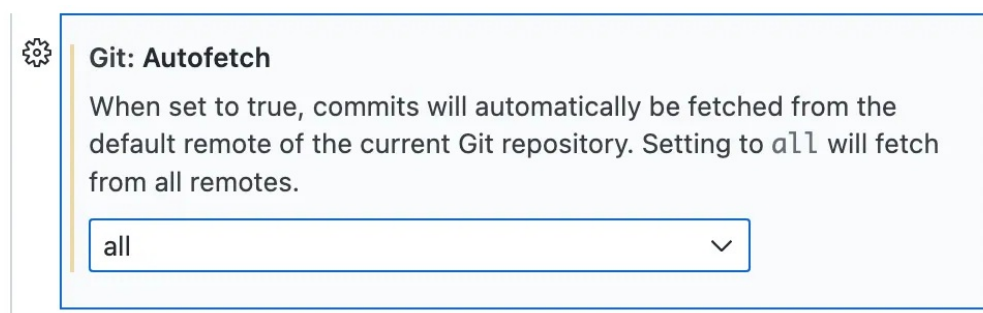 Git: Autofetch
When set to true, commits will automatically be fetched from the
default remote of the current Git repository. Setting to all will fetch
from all remotes.
all